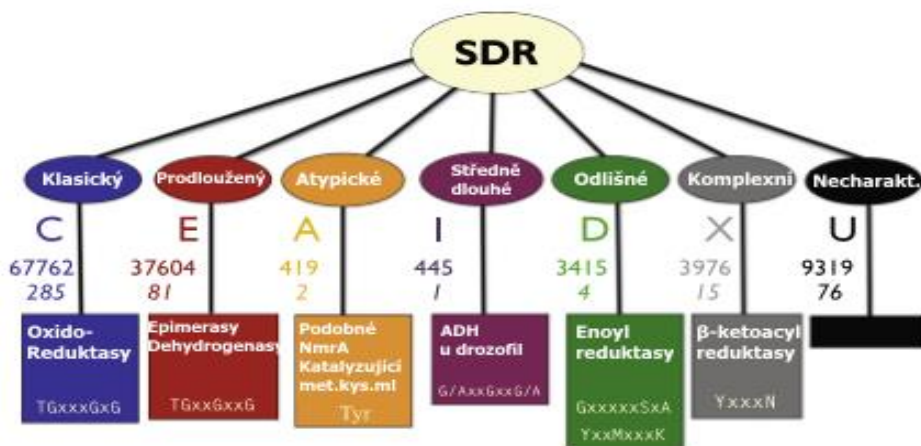 SDR
Klasický
Prodloužený
Atypické
Středně
dlouhé
Odlišné
Komplexní
Necharakt.
C
E
A
I
D
X
U
67762
37604
419
445
3415
3976
9319
285
81
2
1
4
15
76
Oxido-
Reduktasy
TGxxxGxG
Epimerasy
Dehydrogenasy
TGxxGxxG
Podobné
NmrA
Katalyzující
met.kys.ml
Tyr
ADH
u drozofil
G/AxxGxxG/A
Enoyl
reduktasy
GxxxxxSxA
YxxMxxxK
β-ketoacyl
reduktasy
YxxxN